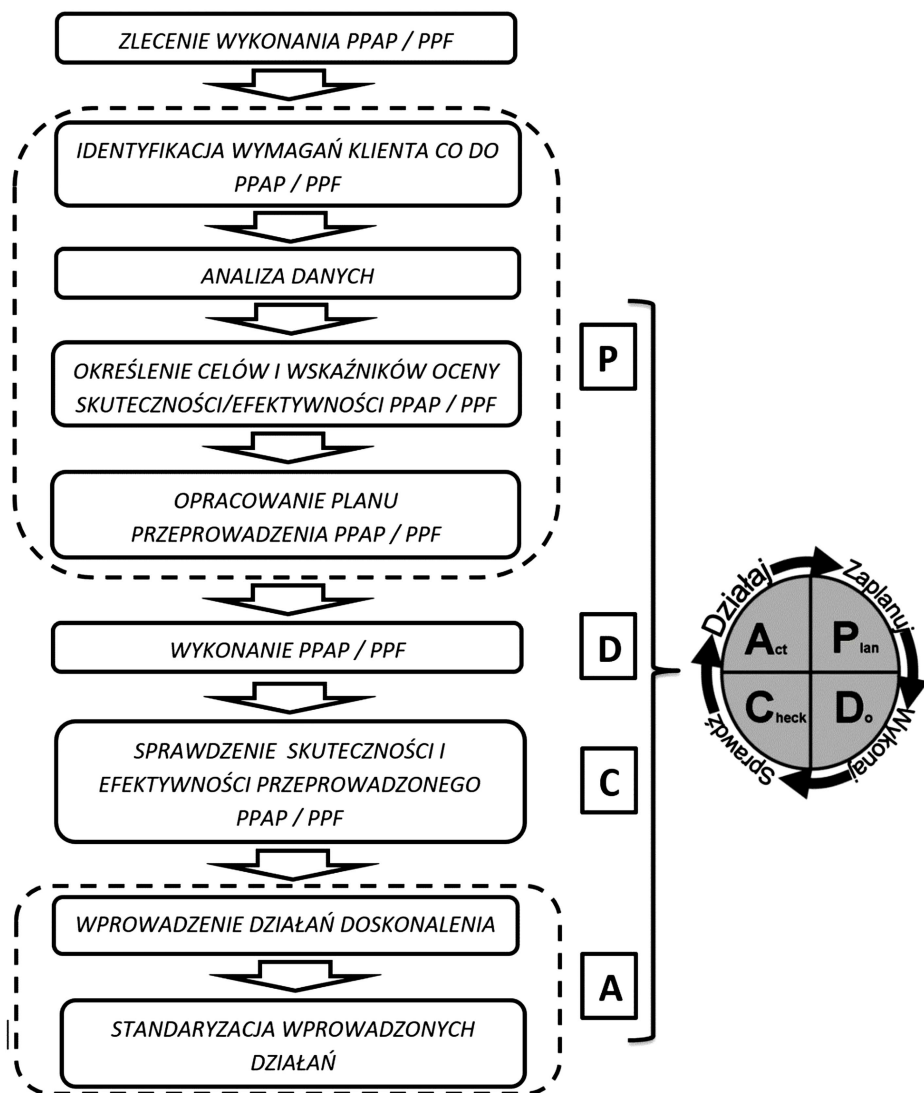 ZLECENIE WYKONANIA PPAP / PPF
IDENTYFIKACJA WYMAGAŃ KLIENTA CO DO
PPAP / PPF
ANALIZA DANYCH
OKREŚLENIE CELÓW I WSKAŹNIKÓW OCENY
SKUTECZNOŚCI/EFEKTYWNOŚCI PPAP / PPF
P
OPRACOWANIE PLANU
PRZEPROWADZENIA PPAP / PPF
WYKONANIE PPAP / PPF
D
SPRAWDZENIE SKUTECZNOŚCI I
EFEKTYWNOŚCI PRZEPROWADZONEGO
PPAP / PPF
C
WPROWADZENIE DZIAŁAŃ DOSKONALENIA
A
STANDARYZACJA WPROWADZONYCH
DZIAŁAŃ
Działaj
Zaplanuj
Act
Plan
Check
Do
Sprawdź
Wykonaj